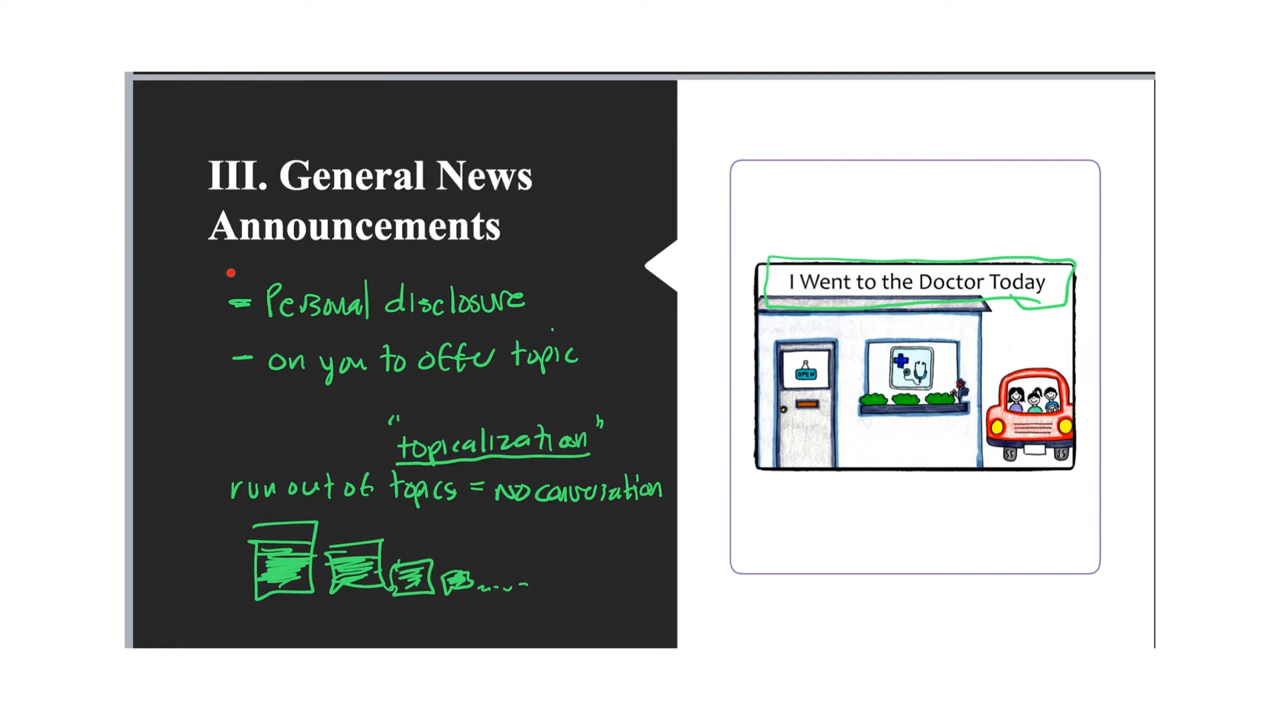 III. General News
Announcements
- Personal disclosure
- on you to offer topic
"topicalization"
run out of topics = no conversation
I Went to the Doctor Today
OPEN